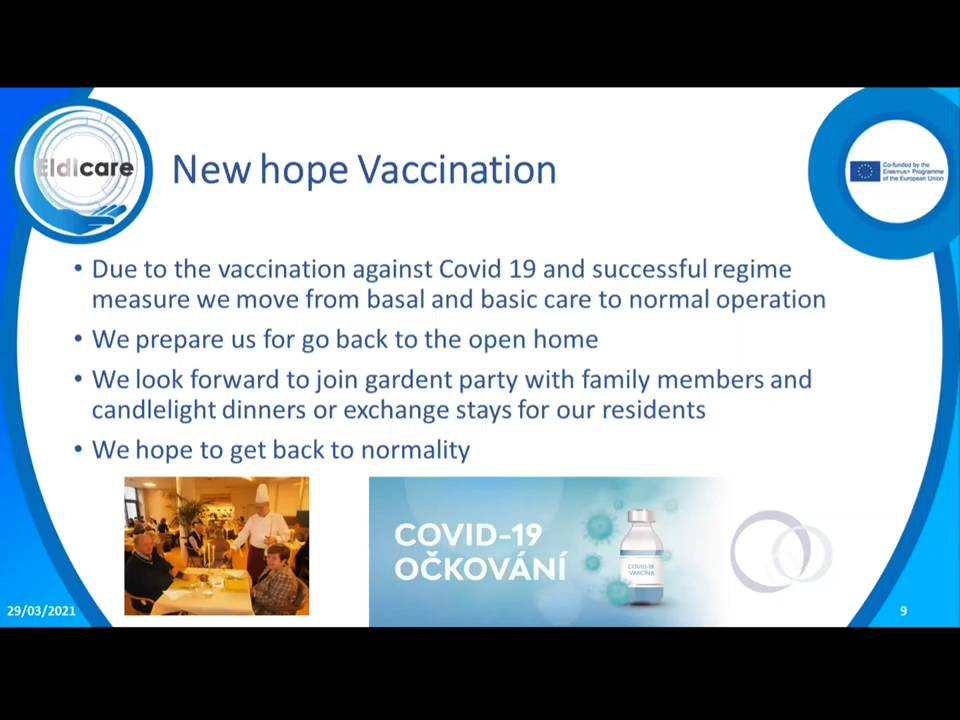 Eldicare
New hope Vaccination
Co-funded by the
Erasmus+ Programme
of the European Union
• Due to the vaccination against Covid 19 and successful regime
measure we move from basal and basic care to normal operation
• We prepare us for go back to the open home
• We look forward to join gardent party with family members and
candlelight dinners or exchange stays for our residents
• We hope to get back to normality
COVID-19
OČKOVÁNÍ
COVID-19
VAKCÍNA
29/03/2021
9